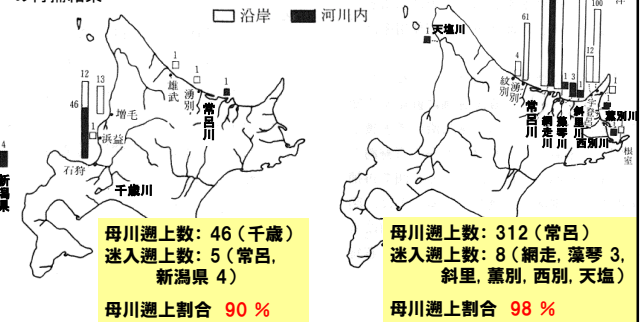 沿岸 河川内
1
雄武
1
湧別
1
常呂川
12
46
13
増毛
1
浜益
石狩
千歳川
4
新潟県
母川遡上数: 46 (千歳)
迷入遡上数: 5 (常呂,
新潟県 4)
母川遡上割合 90 %
天塩川
1
61
4
紋別
湧別
常呂川
網走川
藻琴川
斜里川
1
3
1
12
100
1
薫別川
西別川
根室
母川遡上数: 312 (常呂)
迷入遡上数: 8 (網走, 藻琴 3,
斜里, 薫別, 西別, 天塩)
母川遡上割合 98 %